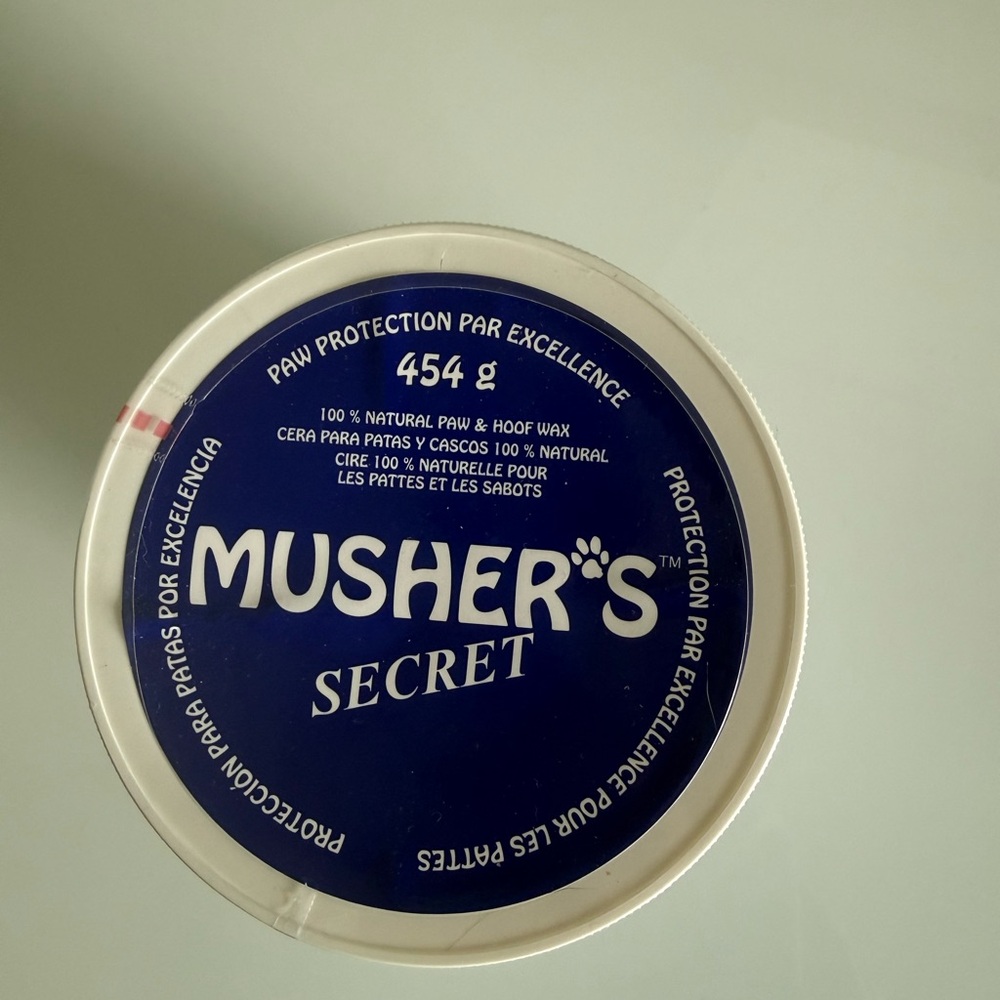 PAW PROTECTION PAR EXCELLENCE
454 g
100 % NATURAL PAW & HOOF WAX
CERA PARA PATAS Y CASCOS 100 % NATURAL
CIRE 100 % NATURELLE POUR
LES PATTES ET LES SABOTS
MUSHER'S™
SECRET
PROTECCIÓN PARA PATAS POR EXCELENCIA
PROTECTION PAR EXCELLENCE POUR LES PATTES